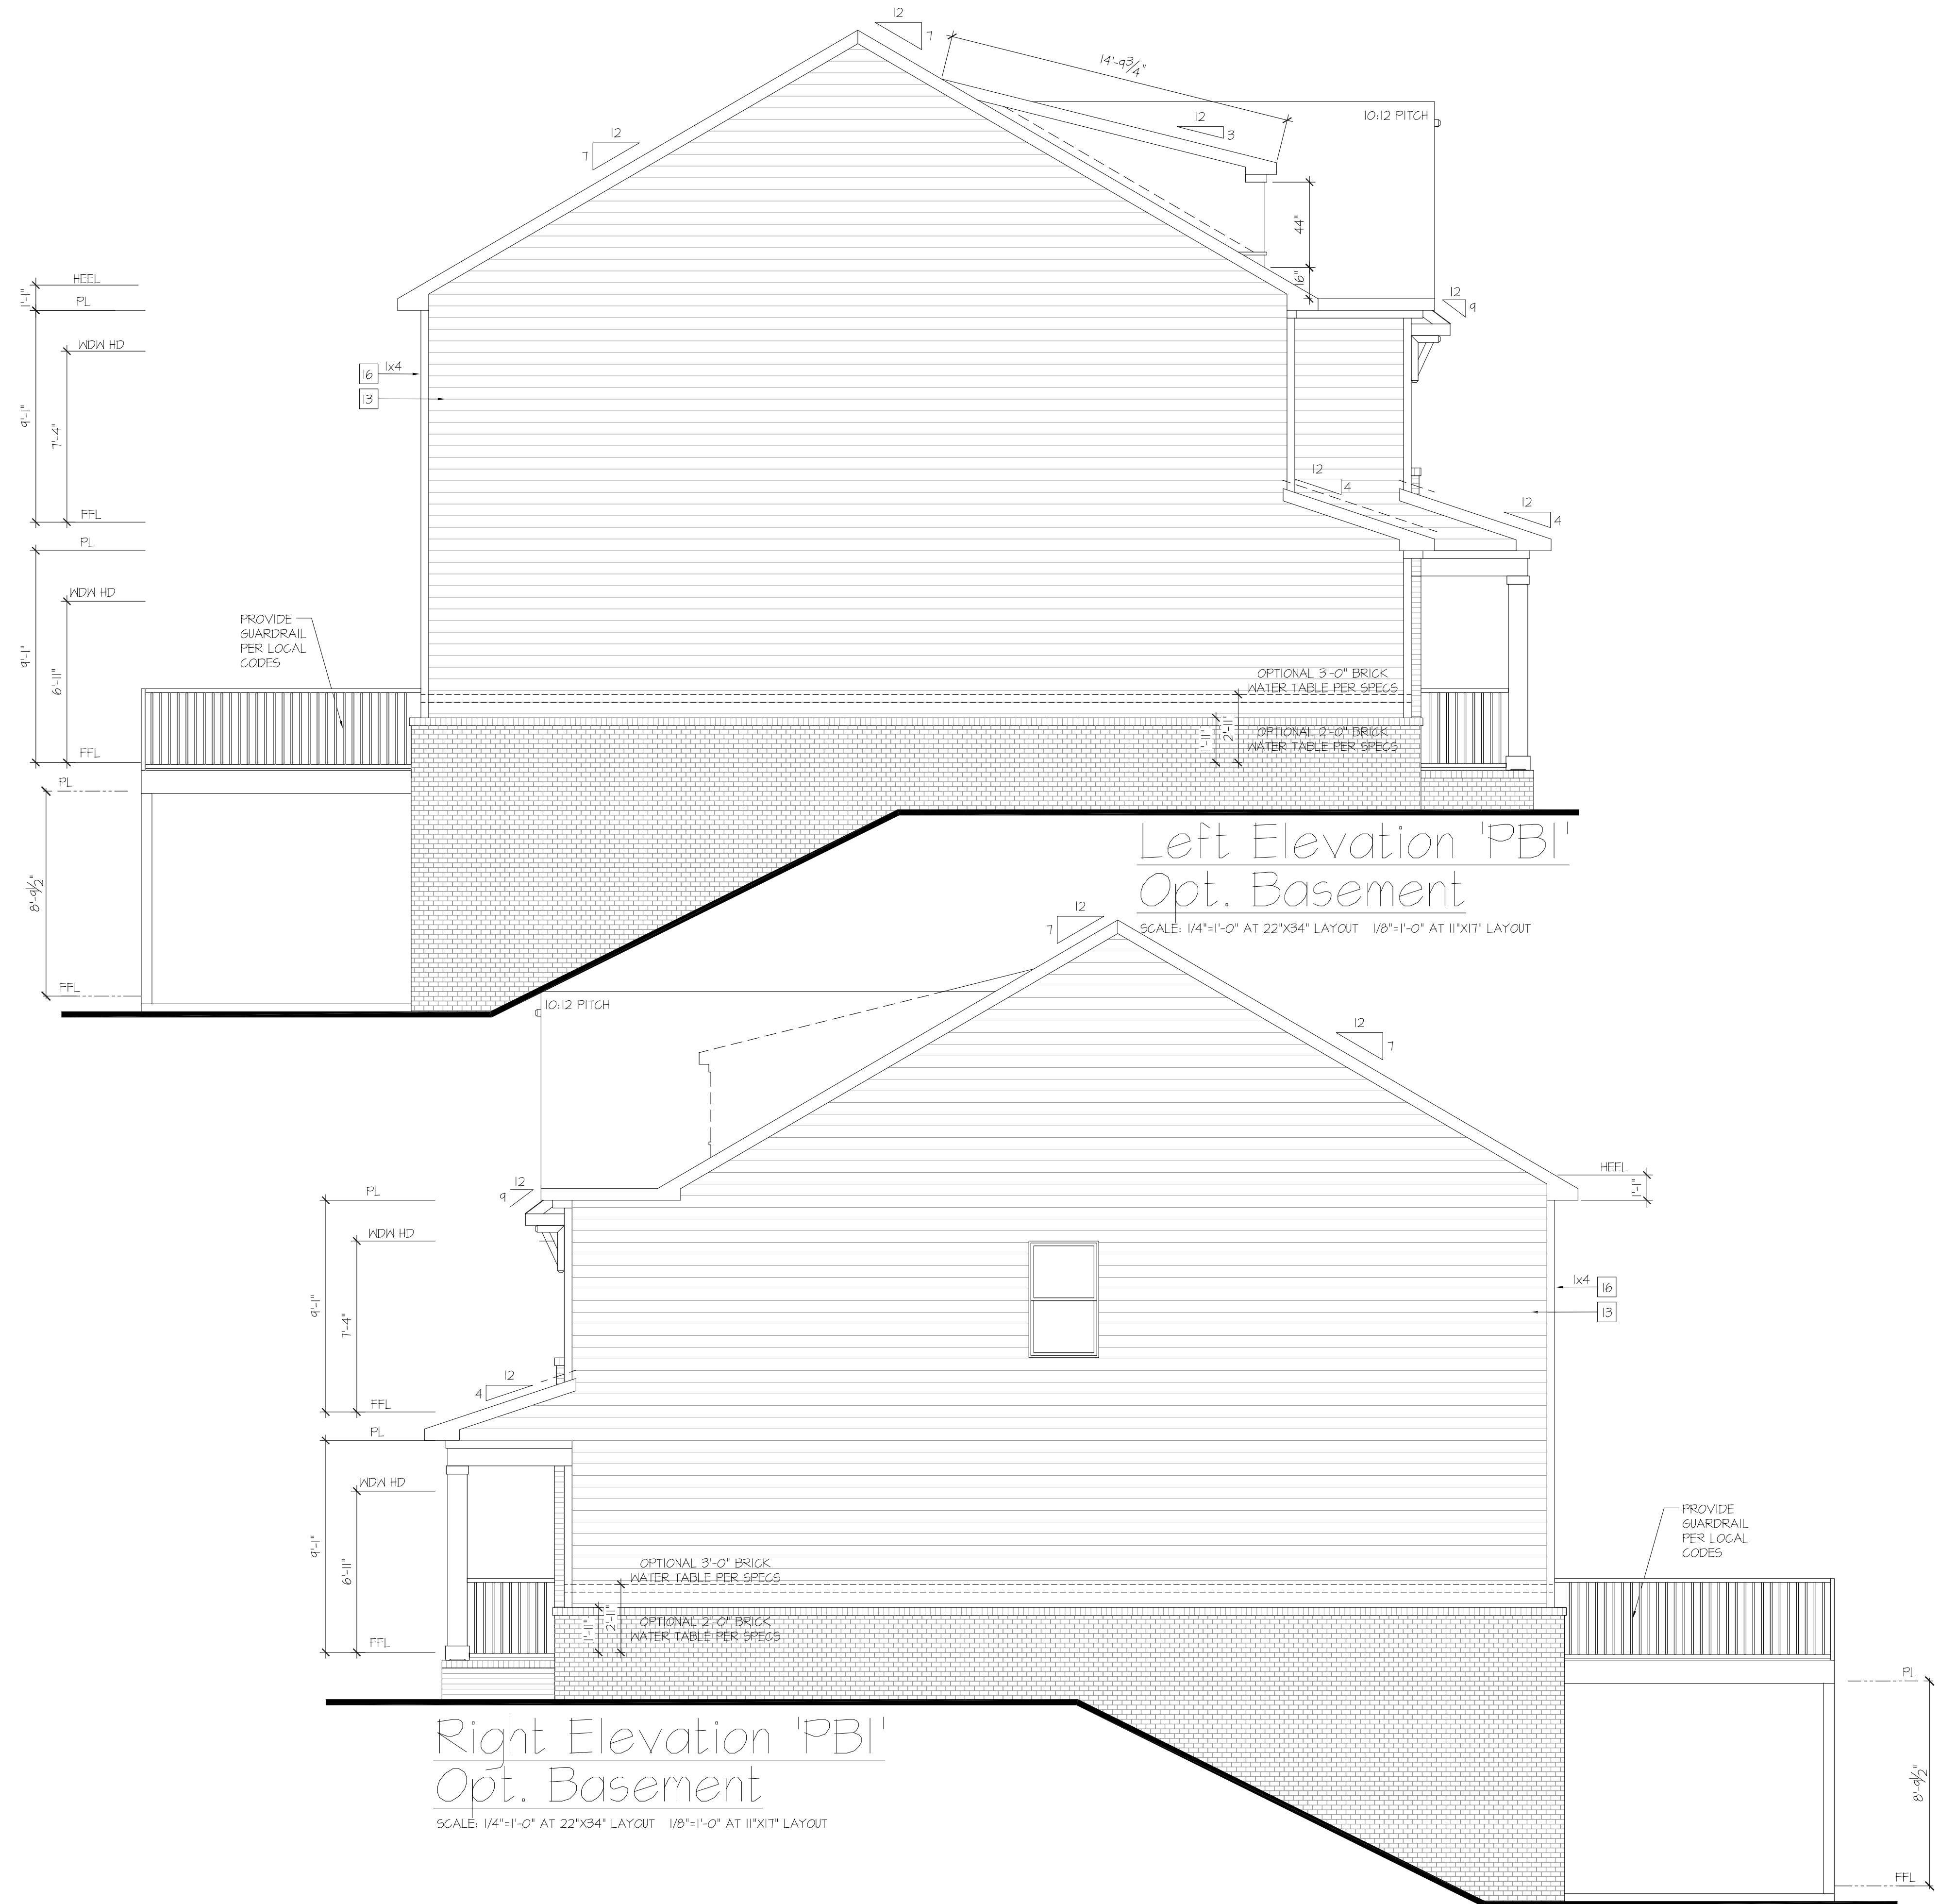 12
7
14'-9 3/4"
12
7
12
3
10:12 PITCH
44"
16"
HEEL
1'-1"
PL
12
9
WDW HD
16
1x4
13
9'-1"
7'-4"
12
4
FFL
12
4
PL
WDW HD
PROVIDE
GUARDRAIL
PER LOCAL
CODES
9'-1"
6'-11"
OPTIONAL 3'-0" BRICK
WATER TABLE PER SPECS
1'-11"
2'-11"
OPTIONAL 2'-0" BRICK
WATER TABLE PER SPECS
FFL
PL
8'-9 1/2"
FFL
Left Elevation 'PB1'
Opt. Basement
SCALE: 1/4"=1'-0" AT 22"X34" LAYOUT 1/8"=1'-0" AT 11"X17" LAYOUT
12
7
10:12 PITCH
12
7
HEEL
1'-1"
12
9
PL
WDW HD
1x4
16
13
9'-1"
7'-4"
12
4
FFL
PL
WDW HD
9'-1"
6'-11"
PROVIDE
GUARDRAIL
PER LOCAL
CODES
OPTIONAL 3'-0" BRICK
WATER TABLE PER SPECS
1'-11"
2'-11"
OPTIONAL 2'-0" BRICK
WATER TABLE PER SPECS
FFL
PL
8'-9 1/2"
FFL
Right Elevation 'PB1'
Opt. Basement
SCALE: 1/4"=1'-0" AT 22"X34" LAYOUT 1/8"=1'-0" AT 11"X17" LAYOUT